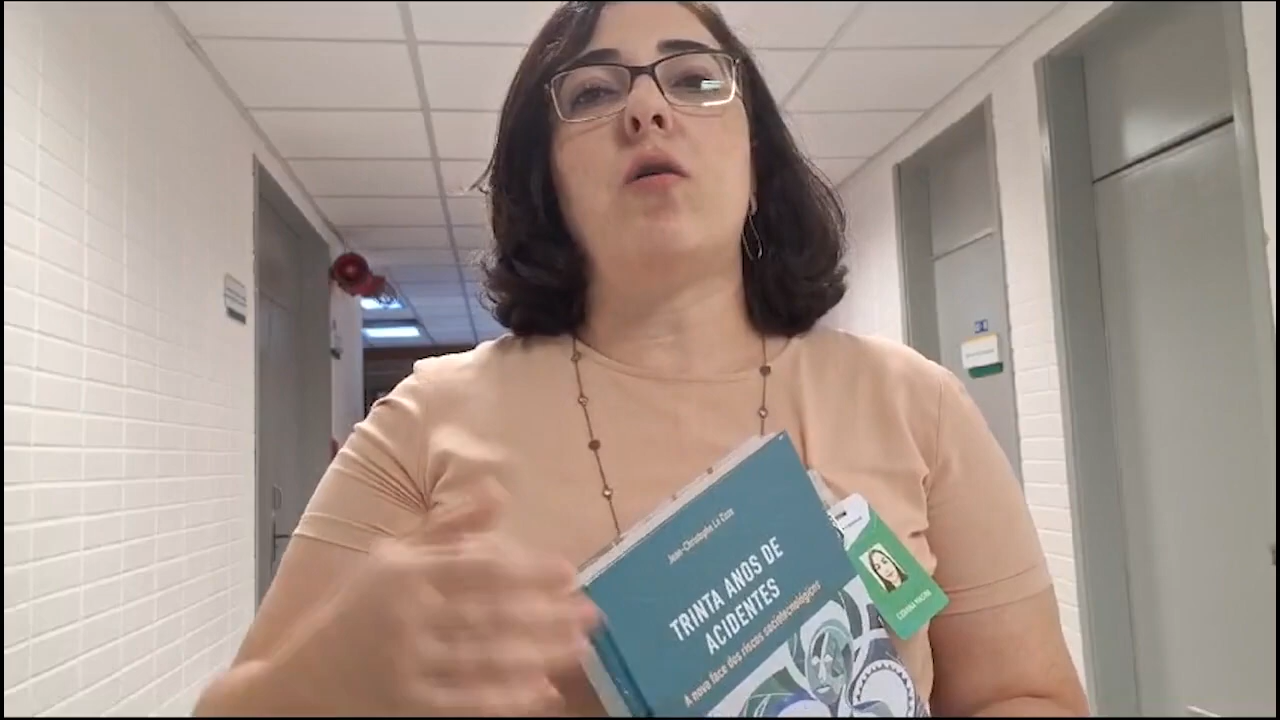 Jean-Christophe Le Coze
TRINTA ANOS DE
ACIDENTES
A nova face dos riscos sociotecnológicos